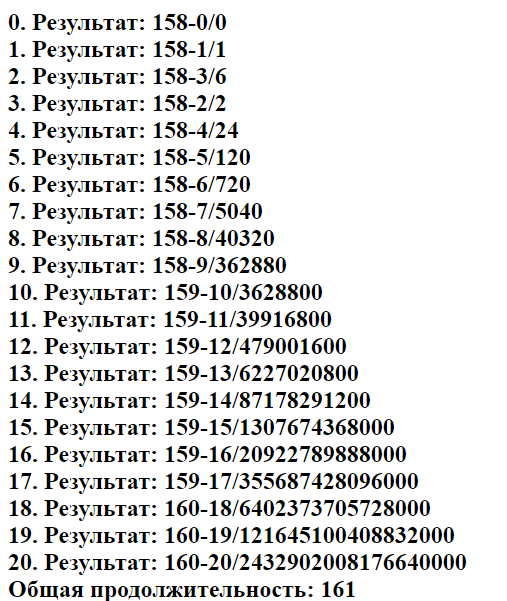 0. Результат: 158-0/0
1. Результат: 158-1/1
2. Результат: 158-3/6
3. Результат: 158-2/2
4. Результат: 158-4/24
5. Результат: 158-5/120
6. Результат: 158-6/720
7. Результат: 158-7/5040
8. Результат: 158-8/40320
9. Результат: 158-9/362880
10. Результат: 159-10/3628800
11. Результат: 159-11/39916800
12. Результат: 159-12/479001600
13. Результат: 159-13/6227020800
14. Результат: 159-14/87178291200
15. Результат: 159-15/1307674368000
16. Результат: 159-16/20922789888000
17. Результат: 159-17/355687428096000
18. Результат: 160-18/6402373705728000
19. Результат: 160-19/121645100408832000
20. Результат: 160-20/2432902008176640000
Общая продолжительность: 161